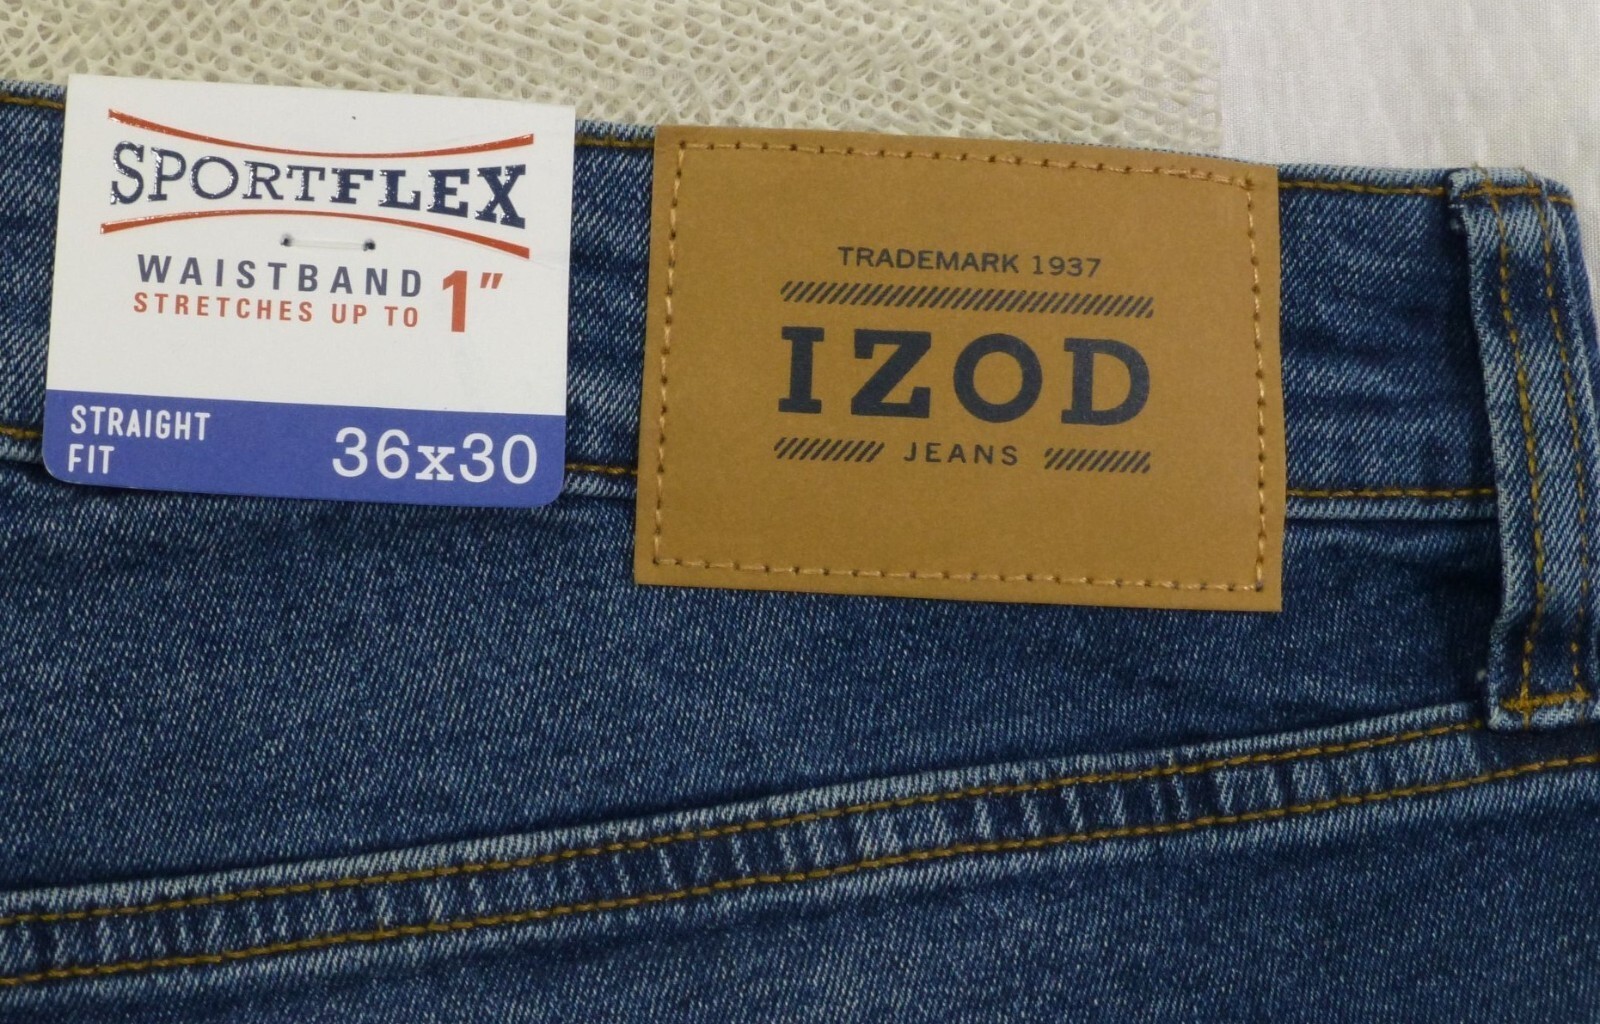 SPORTFLEX
WAISTBAND
STRETCHES UP TO 1"
STRAIGHT
FIT
36x30
TRADEMARK 1937
IZOD
JEANS